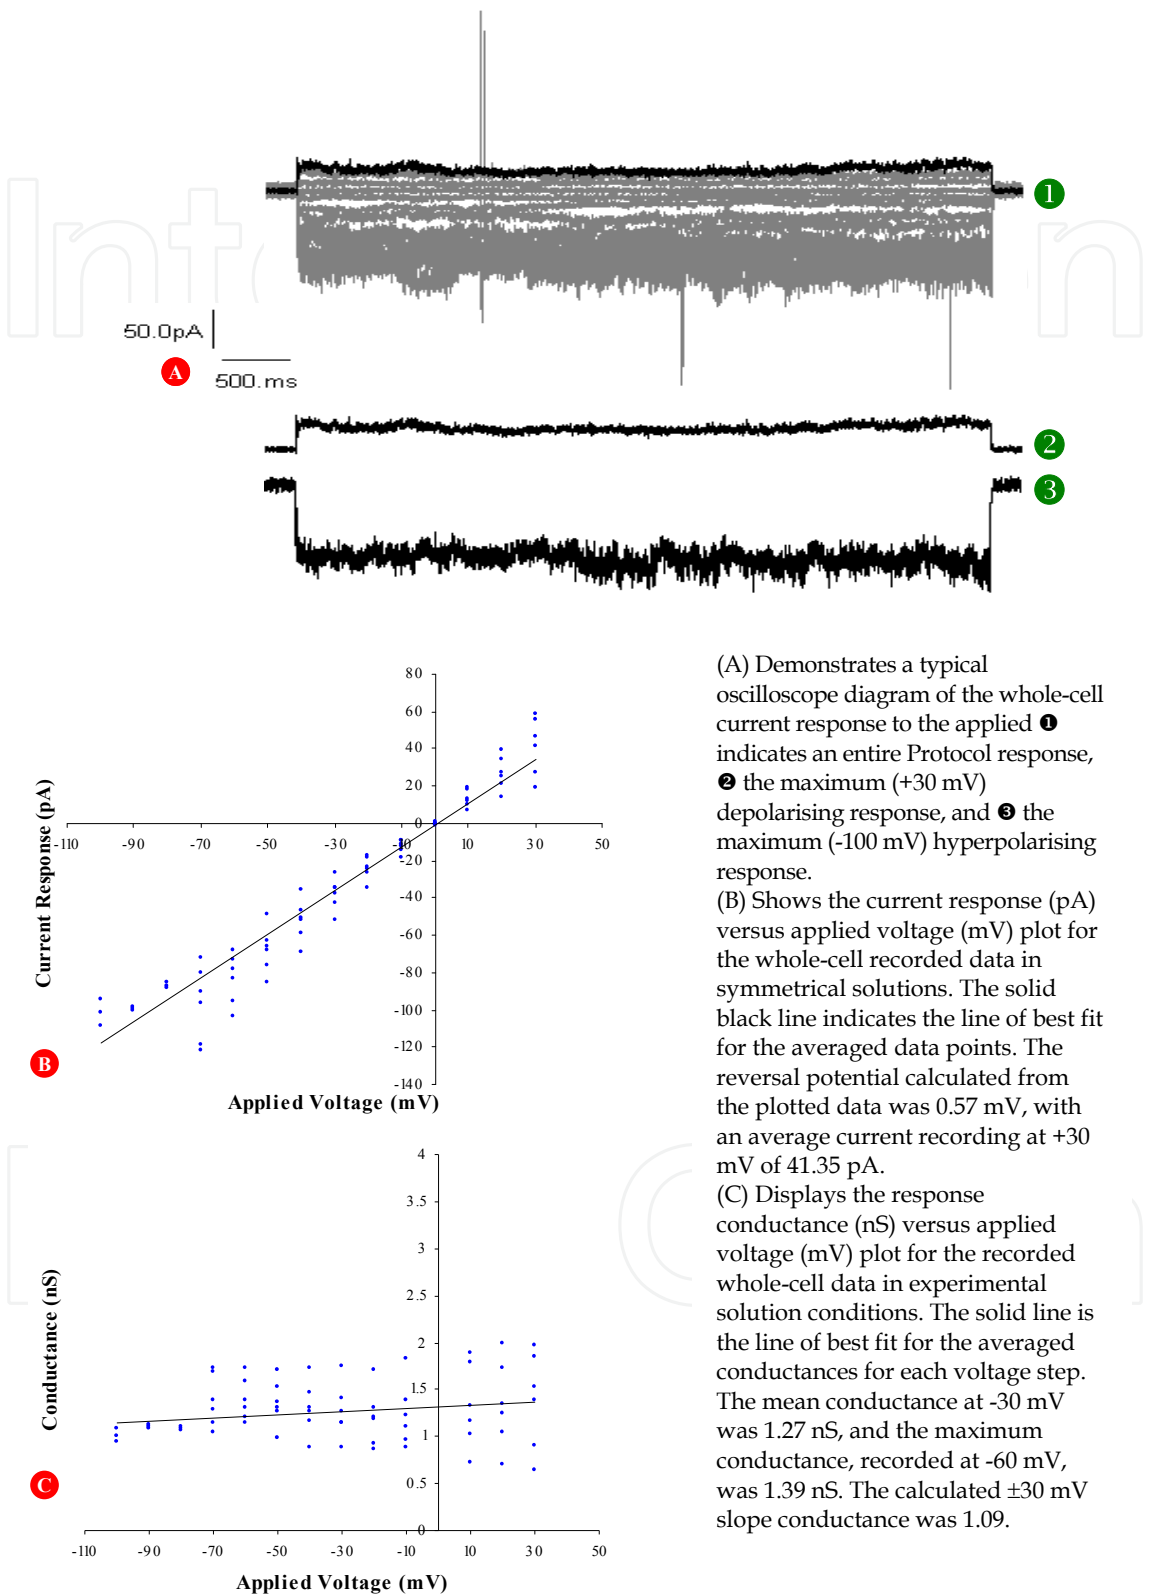 ❶
50.0pA
A
500.ms
❷
❸
80
60
40
20
0
-110
-90
-70
-50
-30
-10
10
30
50
-20
-40
-60
-80
-100
-120
-140
Current Response (pA)
B
Applied Voltage (mV)
(A) Demonstrates a typical
oscilloscope diagram of the whole-cell
current response to the applied ❶
indicates an entire Protocol response,
❷ the maximum (+30 mV)
depolarising response, and ❸ the
maximum (-100 mV) hyperpolarising
response.
(B) Shows the current response (pA)
versus applied voltage (mV) plot for
the whole-cell recorded data in
symmetrical solutions. The solid
black line indicates the line of best fit
for the averaged data points. The
reversal potential calculated from
the plotted data was 0.57 mV, with
an average current recording at +30
mV of 41.35 pA.
(C) Displays the response
conductance (nS) versus applied
voltage (mV) plot for the recorded
whole-cell data in experimental
solution conditions. The solid line is
the line of best fit for the averaged
conductances for each voltage step.
The mean conductance at -30 mV
was 1.27 nS, and the maximum
conductance, recorded at -60 mV,
was 1.39 nS. The calculated ±30 mV
slope conductance was 1.09.
4
3.5
3
2.5
2
1.5
1
0.5
0
Conductance (nS)
C
-110
-90
-70
-50
-30
-10
10
30
50
Applied Voltage (mV)